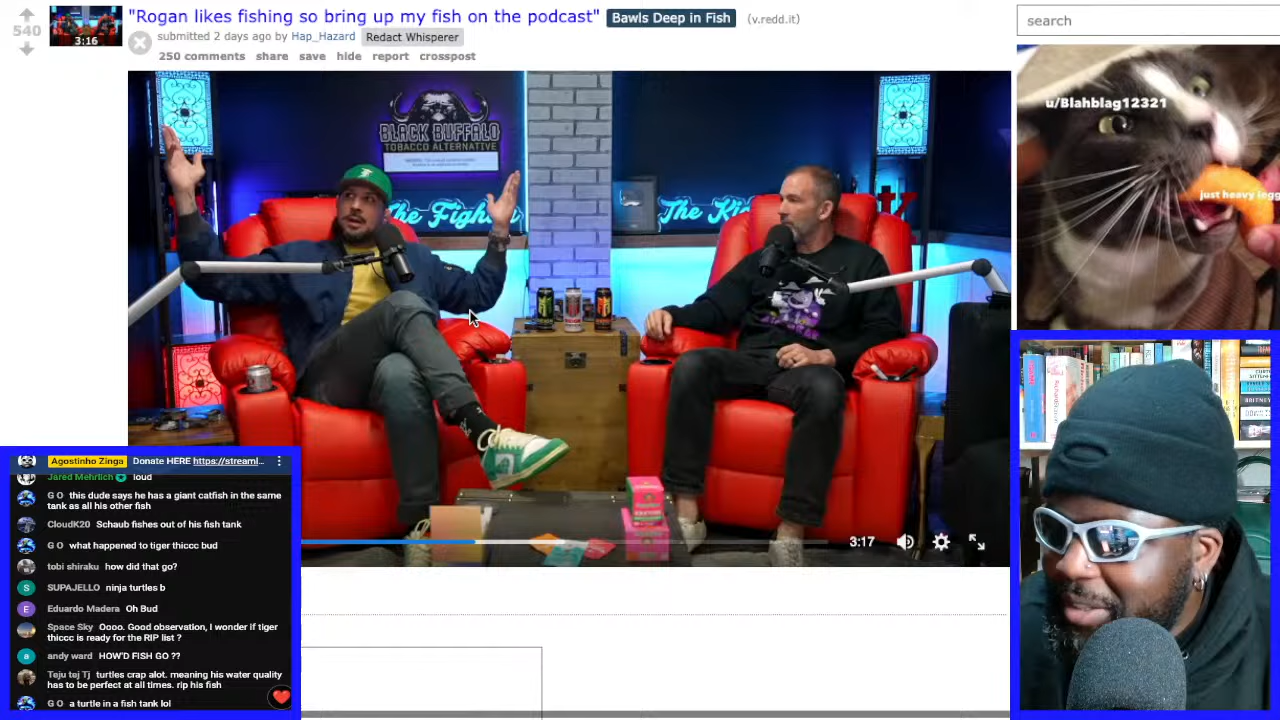 540
3:16
"Rogan likes fishing so bring up my fish on the podcast" Bawls Deep in Fish (v.redd.it)
submitted 2 days ago by Hap_Hazard Redact Whisperer
250 comments share save hide report crosspost
search
u/Blahblag12321
just heavy legg
BLACK BUFFALO
TOBACCO ALTERNATIVE
The Fighter
The Ki
3:17
Agostinho Zinga Donate HERE https://streaml...
Jared Mehrlich loud
G O this dude says he has a giant catfish in the same
tank as all his other fish
CloudK20 Schaub fishes out of his fish tank
G O what happened to tiger thiccc bud
tobi shiraku how did that go?
SUPAJELLO ninja turtles b
Eduardo Madera Oh Bud
Space Sky Oooo. Good observation, I wonder if tiger
thiccc is ready for the RIP list ?
andy ward HOW'D FISH GO ??
Teju tej Tj turtles crap alot. meaning his water quality
has to be perfect at all times. rip his fish
G O a turtle in a fish tank lol
BRITNEY